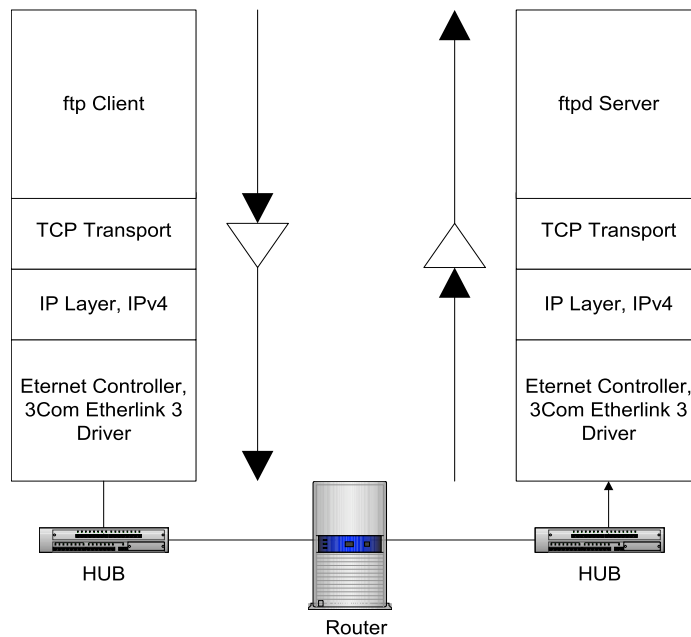 ftp Client
TCP Transport
IP Layer, IPv4
Eternet Controller,
3Com Etherlink 3
Driver
HUB
Router
ftpd Server
TCP Transport
IP Layer, IPv4
Eternet Controller,
3Com Etherlink 3
Driver
HUB